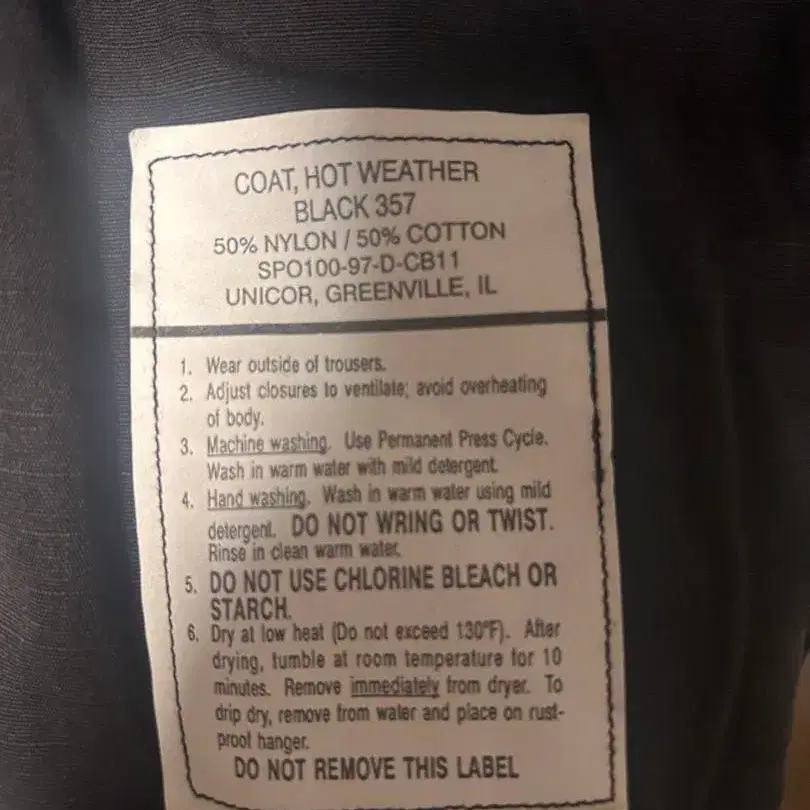 COAT, HOT WEATHER
BLACK 357
50% NYLON / 50% COTTON
SPO100-97-D-CB11
UNICOR, GREENVILLE, IL
1. Wear outside of trousers.
2. Adjust closures to ventilate; avoid overheating
of body.
3. Machine washing. Use Permanent Press Cycle.
Wash in warm water with mild detergent.
4. Hand washing. Wash in warm water using mild
detergent. DO NOT WRING OR TWIST.
Rinse in clean warm water.
5. DO NOT USE CHLORINE BLEACH OR
STARCH.
6. Dry at low heat (Do not exceed 130°F). After
drying, tumble at room temperature for 10
minutes. Remove immediately from dryer. To
drip dry, remove from water and place on rust-
proof hanger.
DO NOT REMOVE THIS LABEL